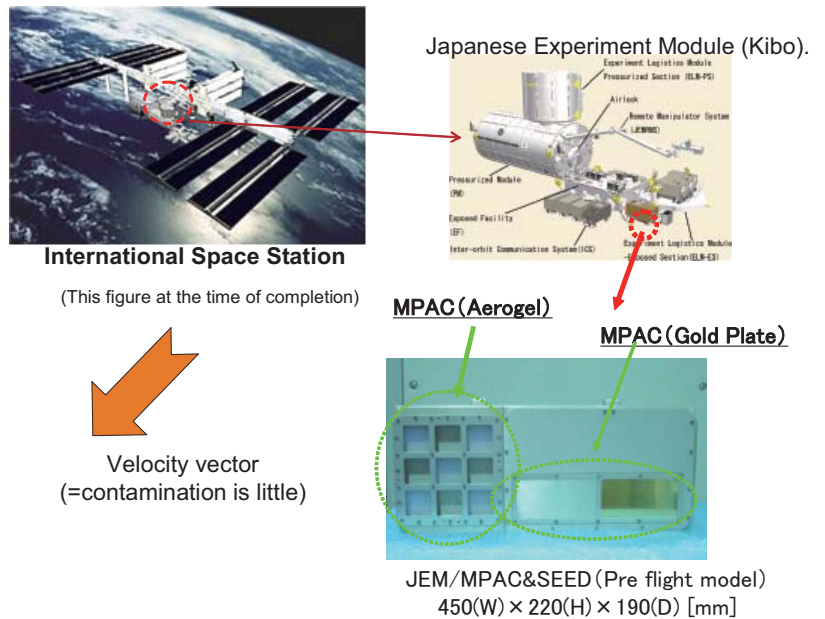 Japanese Experiment Module (Kibo).
Experiment Logistics Module
Pressurized Section (ELM-PS)
Airlock
Remote Manipulator System
(JEMRMS)
Pressurized Module
(PM)
Exposed Facility
(EF)
Inter-orbit Communication System(ICS)
Experiment Logistics Module
-Exposed Section(ELM-ES)
International Space Station
(This figure at the time of completion)
MPAC(Aerogel)
MPAC(Gold Plate)
Velocity vector
(=contamination is little)
JEM/MPAC&SEED(Pre flight model)
450(W)×220(H)×190(D) [mm]